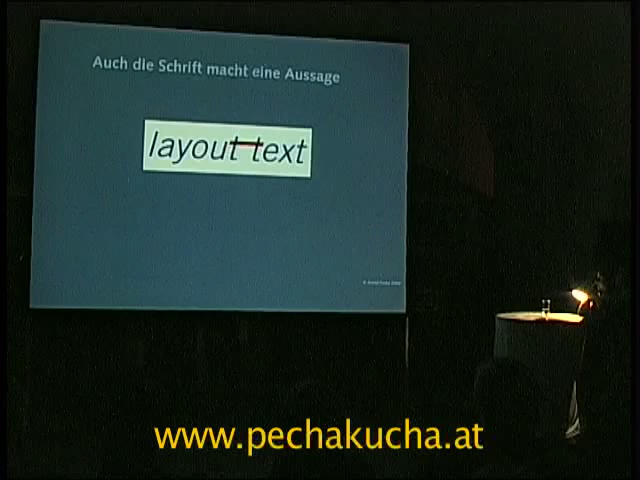 Auch die Schrift macht eine Aussage
layout text
www.pechakucha.at